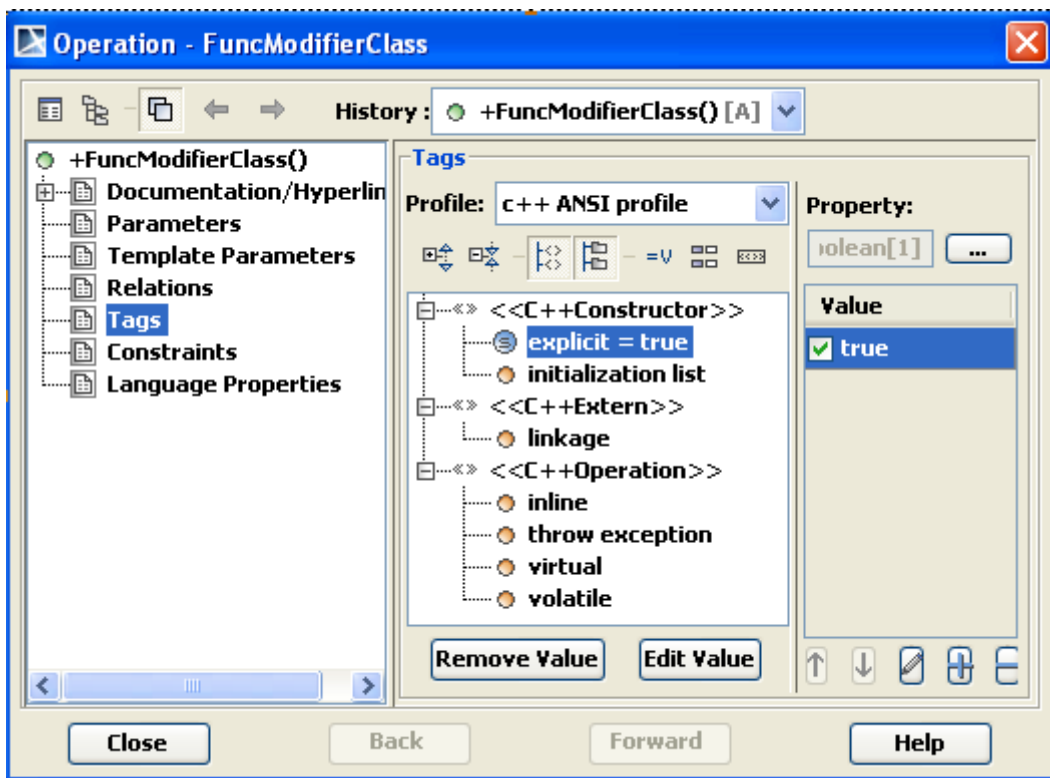 Operation - FuncModifierClass
History : +FuncModifierClass() [A]
+FuncModifierClass()
Documentation/Hyperlin
Parameters
Template Parameters
Relations
Tags
Constraints
Language Properties
Tags
Profile: c++ ANSI profile
=V
<<C++Constructor>>
explicit = true
initialization list
<<C++Extern>>
linkage
<<C++Operation>>
inline
throw exception
virtual
volatile
Remove Value Edit Value
Property:
olean[1] ...
Value
true
Close Back Forward Help